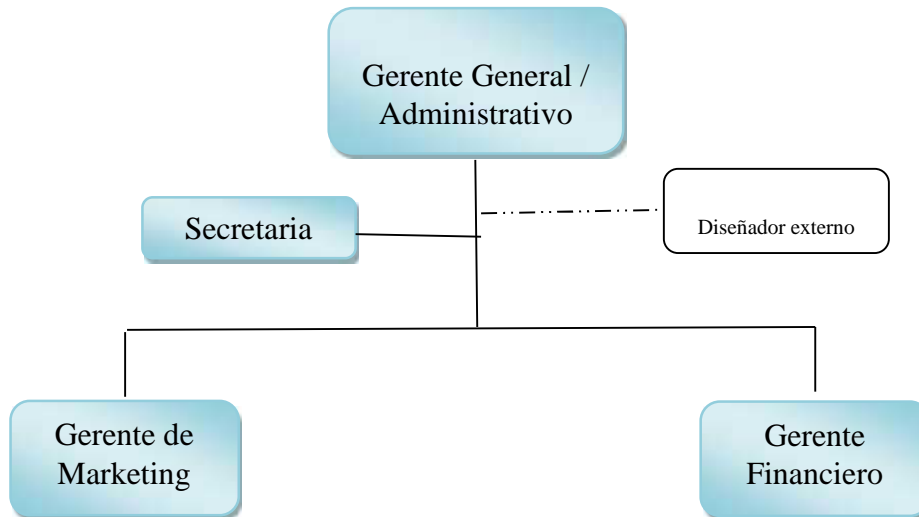 Gerente General /
Administrativo
Secretaria
Diseñador externo
Gerente de
Marketing
Gerente
Financiero